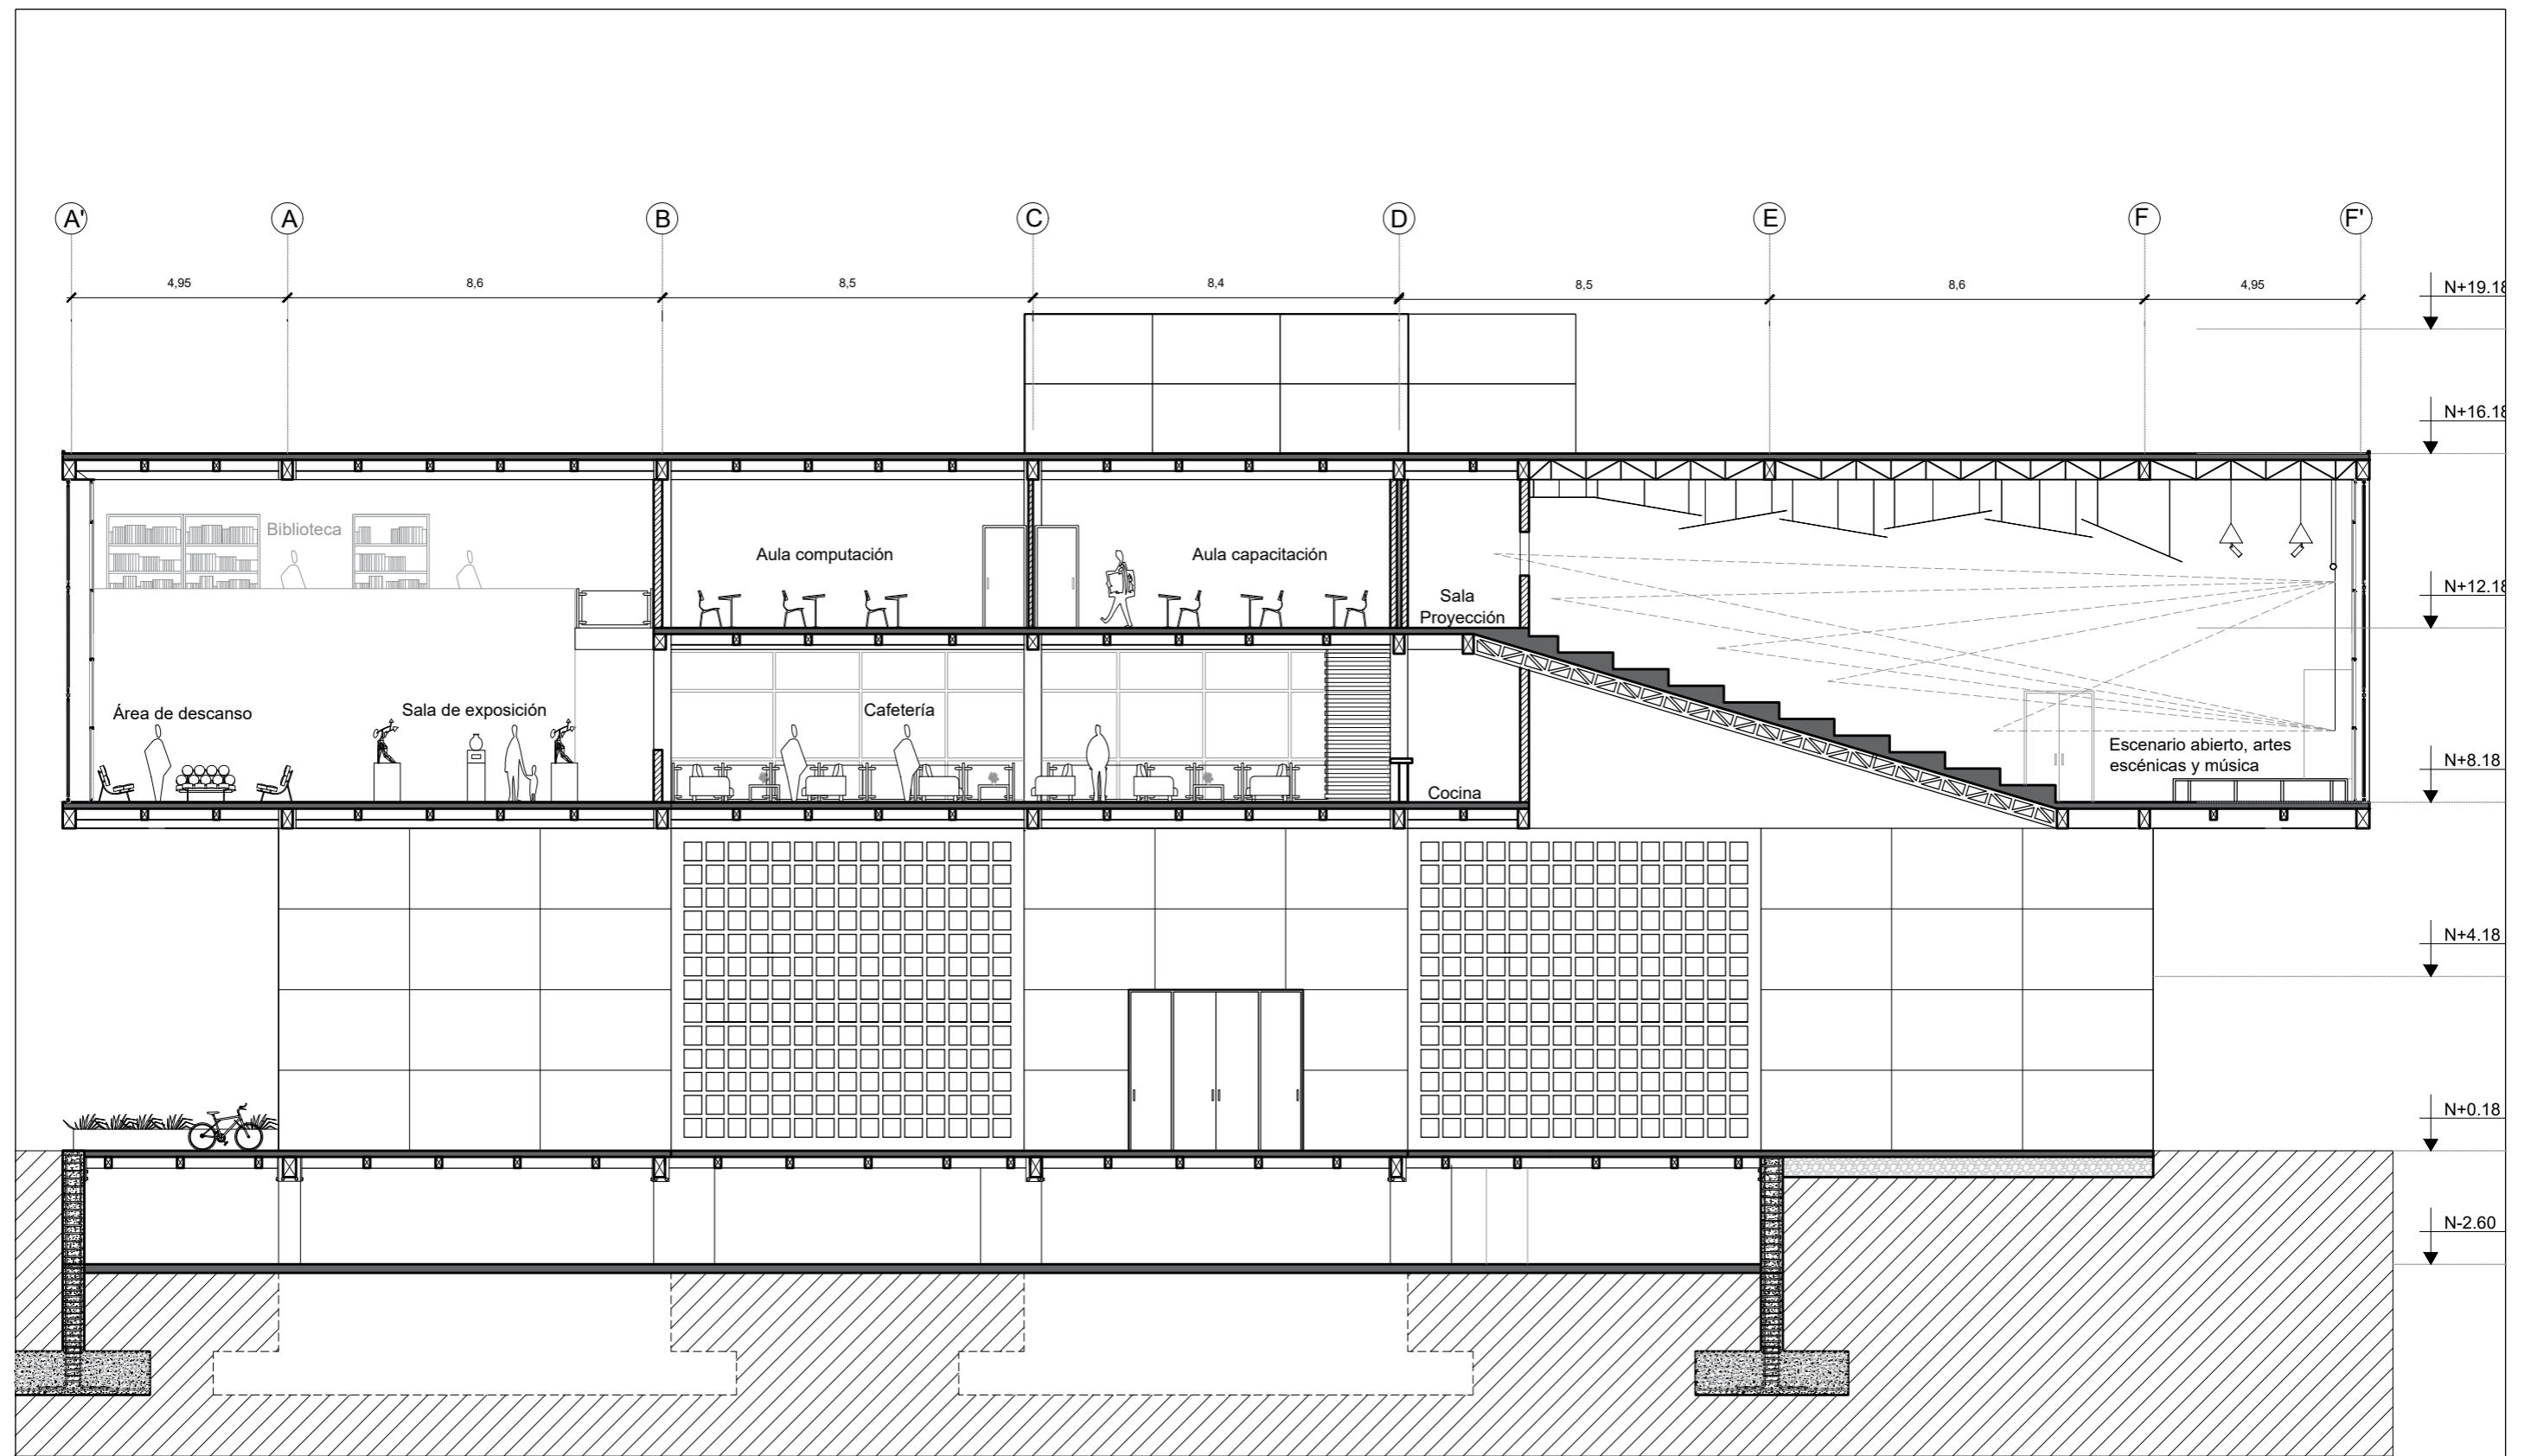 A'
A
B
C
D
E
F
F'
4,95
8,6
8,5
8,4
8,5
8,6
4,95
N+19.18
N+16.18
Biblioteca
Aula computación
Aula capacitación
Sala
Proyección
N+12.18
Área de descanso
Sala de exposición
Cafetería
Escenario abierto, artes
escénicas y música
N+8.18
Cocina
N+4.18
N+0.18
N-2.60